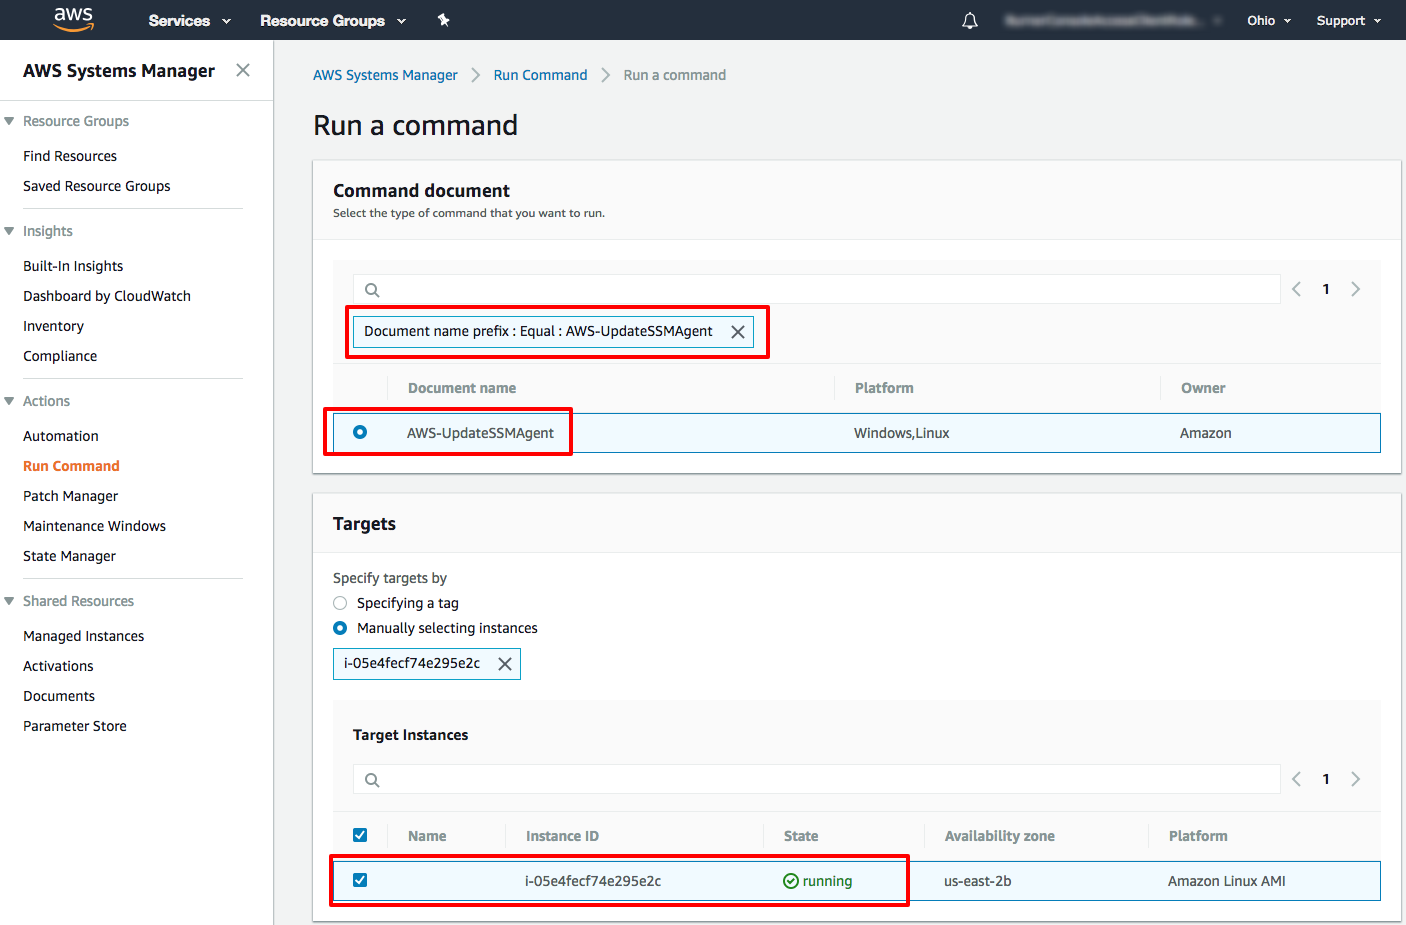 aws Services Resource Groups Ohio Support
AWS Systems Manager
Resource Groups
Find Resources
Saved Resource Groups
Insights
Built-In Insights
Dashboard by CloudWatch
Inventory
Compliance
Actions
Automation
Run Command
Patch Manager
Maintenance Windows
State Manager
Shared Resources
Managed Instances
Activations
Documents
Parameter Store
AWS Systems Manager Run Command Run a command
Run a command
Command document
Select the type of command that you want to run.
1
Document name prefix : Equal : AWS-UpdateSSMAgent
Document name Platform Owner
AWS-UpdateSSMAgent Windows,Linux Amazon
Targets
Specify targets by
Specifying a tag
Manually selecting instances
i-05e4fecf74e295e2c
Target Instances
1
Name Instance ID State Availability zone Platform
i-05e4fecf74e295e2c running us-east-2b Amazon Linux AMI